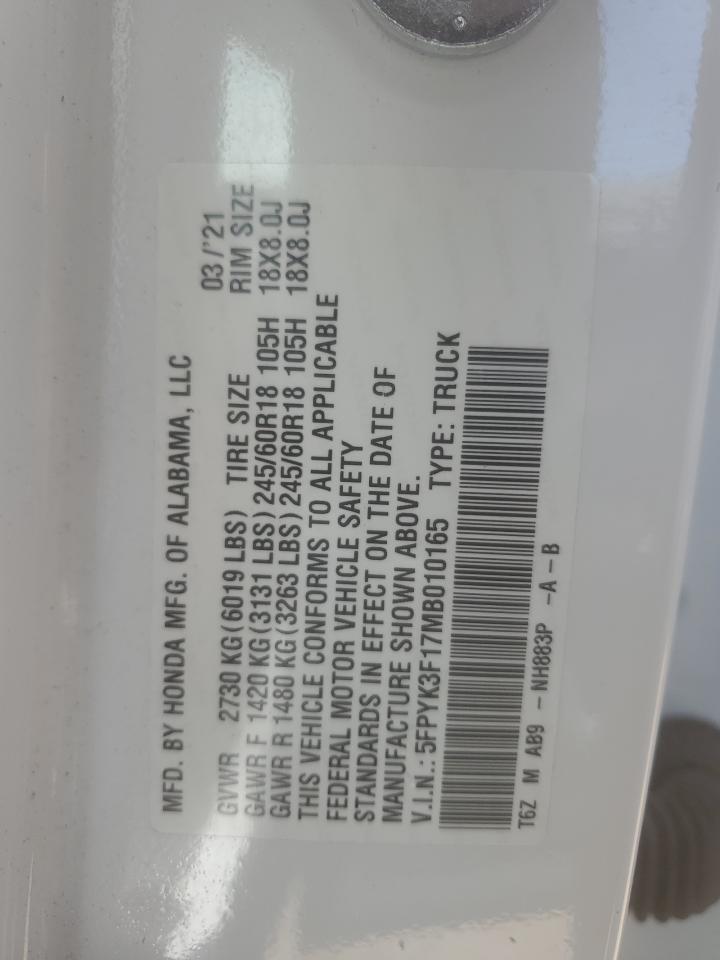 MFD. BY HONDA MFG. OF ALABAMA, LLC 03/'21
GVWR 2730 KG(6019 LBS) TIRE SIZE RIM SIZE
GAWR F 1420 KG(3131 LBS)245/60R18 105H 18X8.0J
GAWR R 1480 KG(3263 LBS)245/60R18 105H 18X8.0J
THIS VEHICLE CONFORMS TO ALL APPLICABLE
FEDERAL MOTOR VEHICLE SAFETY
STANDARDS IN EFFECT ON THE DATE OF
MANUFACTURE SHOWN ABOVE.
V.I.N.:5FPYK3F17MB010165 TYPE: TRUCK
T6Z M AB9 -NH883P -A-B